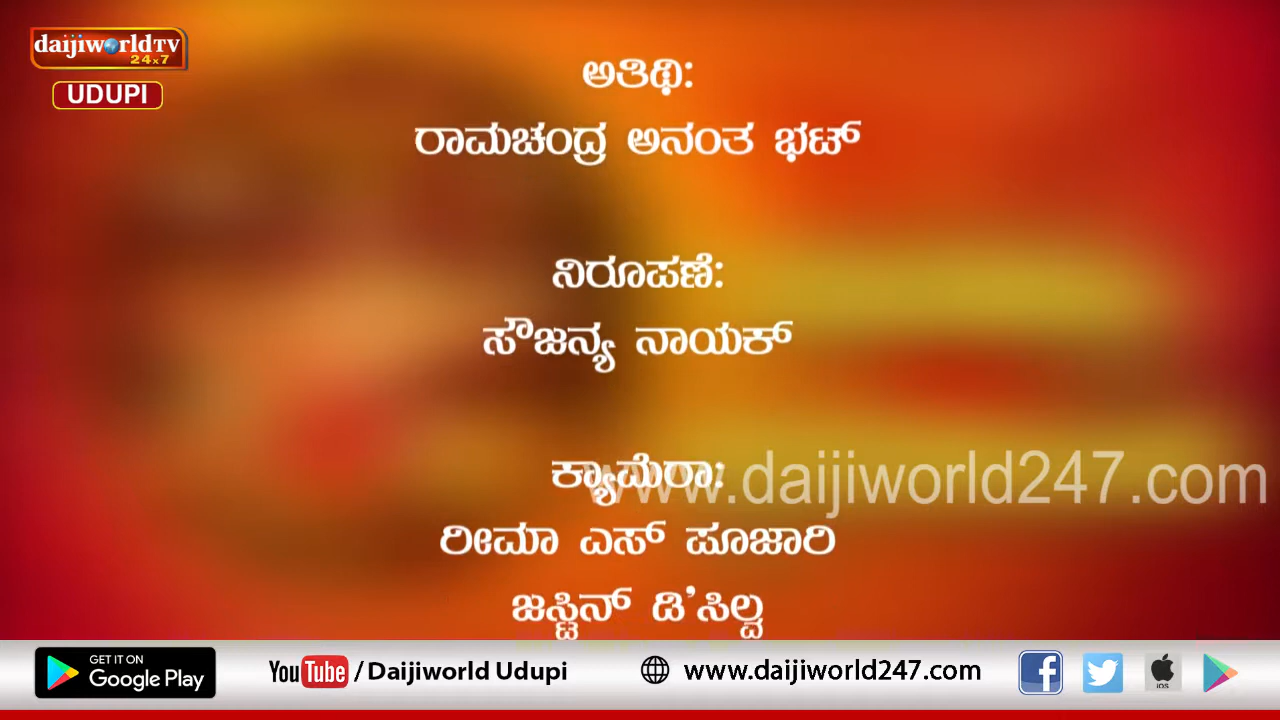 daijiworldTV
24x7
UDUPI
ಅತಿಥಿ:
ರಾಮಚಂದ್ರ ಅನಂತ ಭಟ್
ನಿರೂಪಣೆ:
ಸೌಜನ್ಯ ನಾಯಕ್
ಕ್ಯಾಮೆರಾ:
www.daijiworld247.com
ರೀಮಾ ಎಸ್ ಪೂಜಾರಿ
ಜಸ್ಟಿನ್ ಡಿ'ಸಿಲ್ವ
GET IT ON
Google Play
YouTube /Daijiworld Udupi
www.daijiworld247.com
iOS